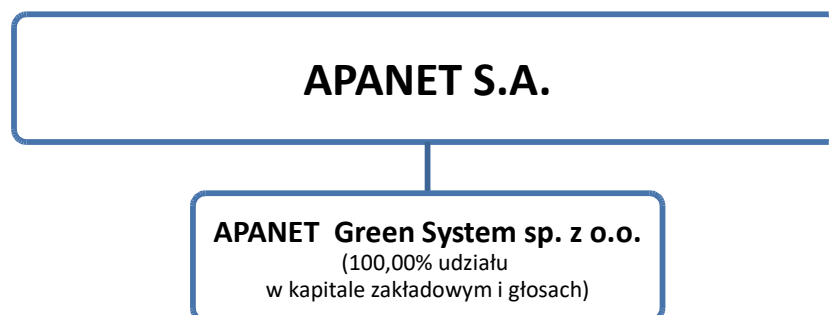 APANET S.A.
APANET Green System sp. z o.o.
(100,00% udziału
w kapitale zakładowym i głosach)